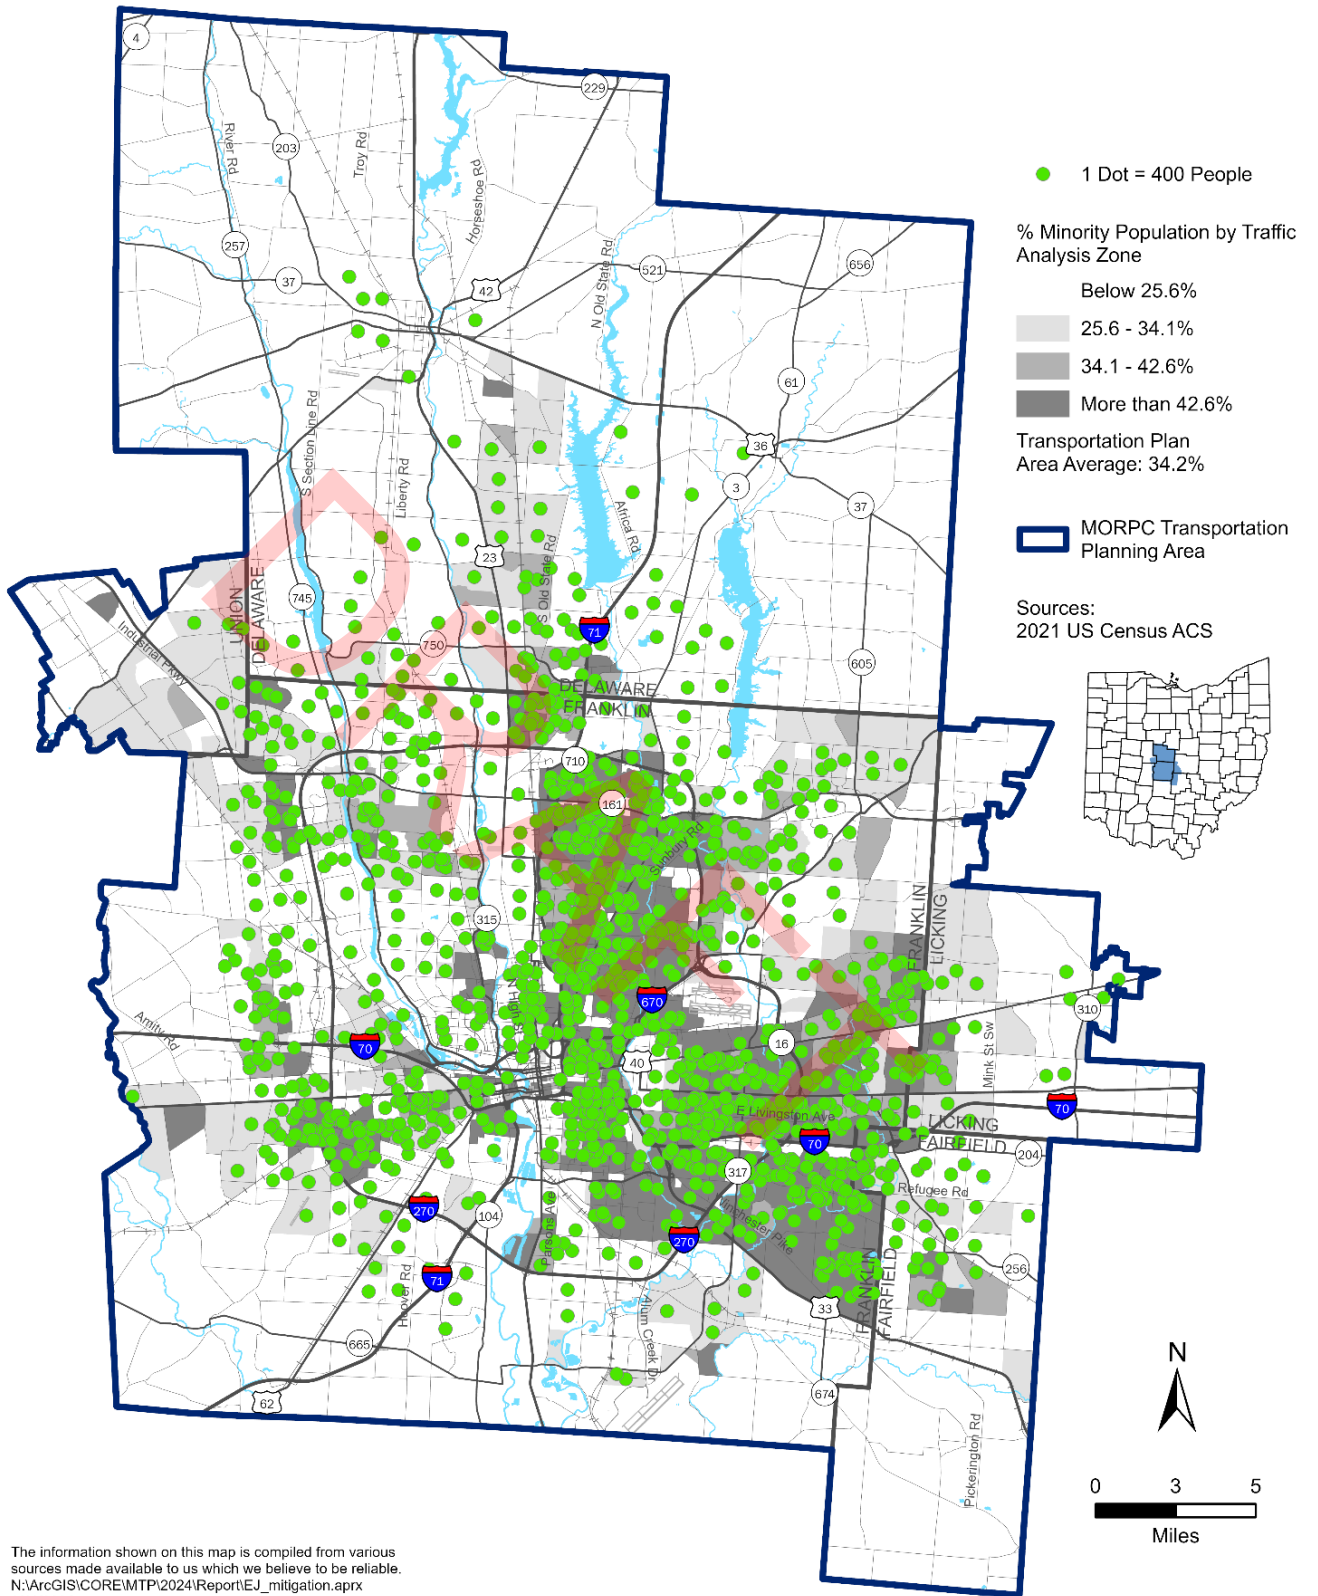 4
229
203
River Rd
Troy Rd
Horseshoe Rd
257
37
42
N Old State Rd
521
656
61
36
3
37
S Section Line Rd
Liberty Rd
Africa Rd
23
S Old State Rd
745
UNION
DELAWARE
Industrial Pkwy
750
71
605
DELAWARE
FRANKLIN
710
161
Sunbury Rd
315
FRANKLIN
LICKING
N High St
670
310
Amity Rd
70
16
40
Mink St Sw
E Livingston Ave
70
70
LICKING
FAIRFIELD
204
317
Refugee Rd
270
104
Parsons Ave
Winchester Pike
270
71
Hoover Rd
256
FRANKLIN
FAIRFIELD
33
Alum Creek Dr
665
62
674
Pickerington Rd
DRAFT
1 Dot = 400 People
% Minority Population by Traffic
Analysis Zone
Below 25.6%
25.6 - 34.1%
34.1 - 42.6%
More than 42.6%
Transportation Plan
Area Average: 34.2%
MORPC Transportation
Planning Area
Sources:
2021 US Census ACS
N
0 3 5
Miles
The information shown on this map is compiled from various
sources made available to us which we believe to be reliable.
N:\ArcGIS\CORE\MTP\2024\Report\EJ_mitigation.aprx